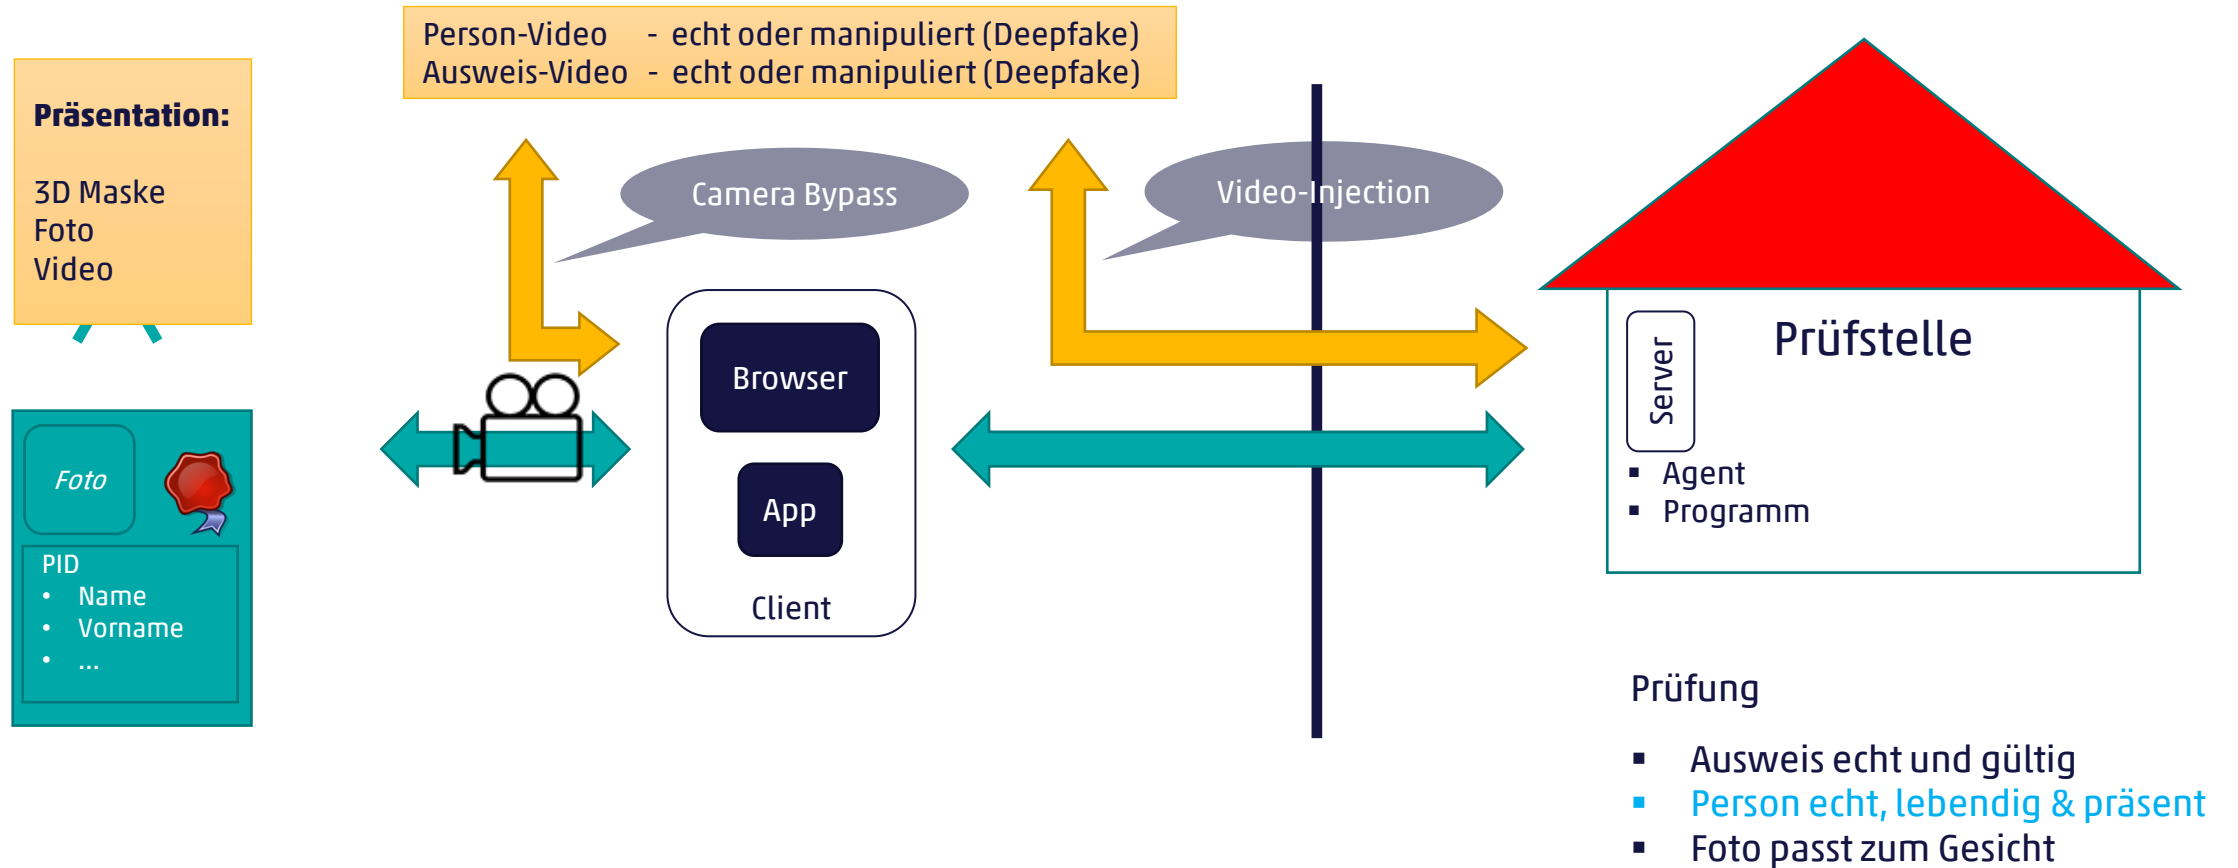 Person-Video - echt oder manipuliert (Deepfake)
Ausweis-Video - echt oder manipuliert (Deepfake)
Präsentation:
3D Maske
Foto
Video
Camera Bypass
Video-Injection
Browser
App
Client
Foto
PID
• Name
• Vorname
• ...
Prüfstelle
Server
▪ Agent
▪ Programm
Prüfung
▪ Ausweis echt und gültig
▪ Person echt, lebendig & präsent
▪ Foto passt zum Gesicht